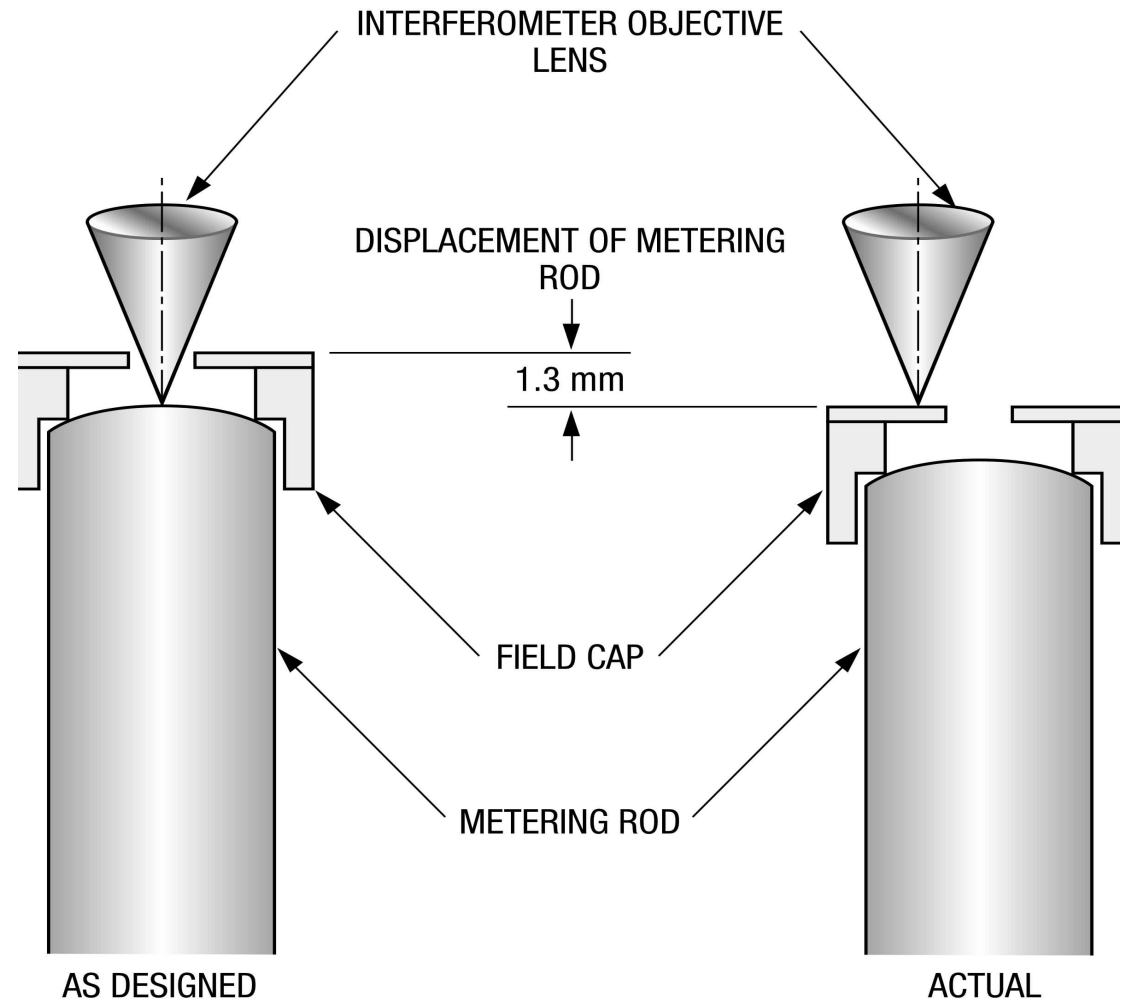 INTERFEROMETER OBJECTIVE
LENS
DISPLACEMENT OF METERING
ROD
1.3 mm
FIELD CAP
METERING ROD
AS DESIGNED
ACTUAL